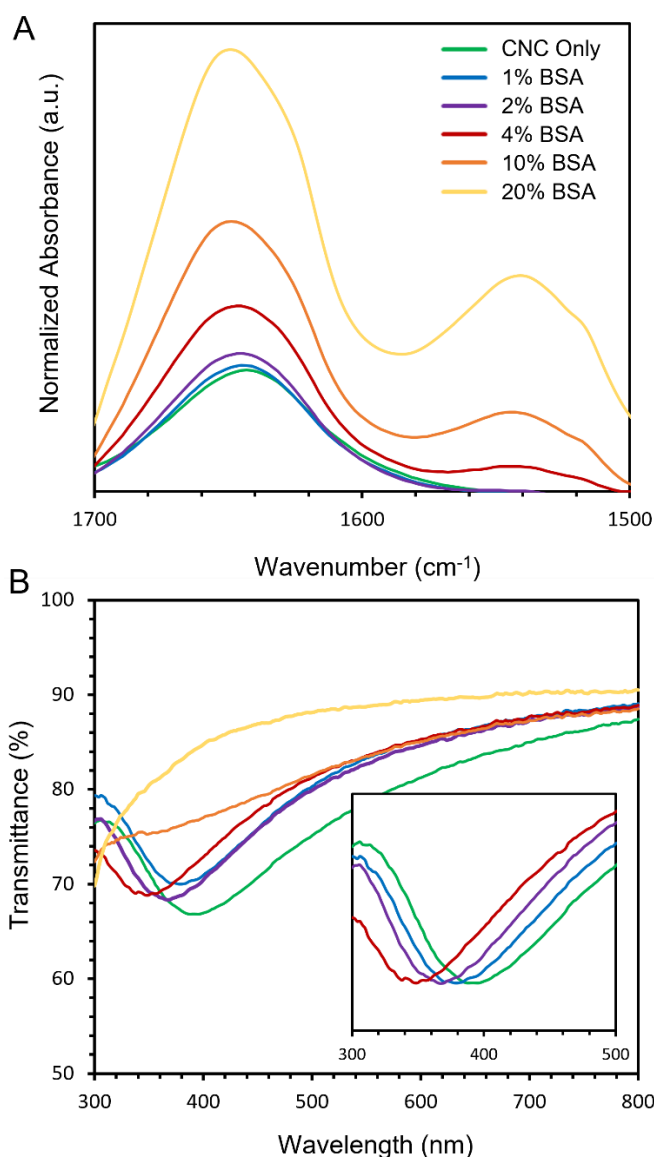 A
CNC Only
1% BSA
2% BSA
4% BSA
10% BSA
20% BSA
Normalized Absorbance (a.u.)
1700
1600
1500
Wavenumber (cm⁻¹)
B
100
90
80
70
60
50
Transmittance (%)
300
400
500
300
400
500
600
700
800
Wavelength (nm)